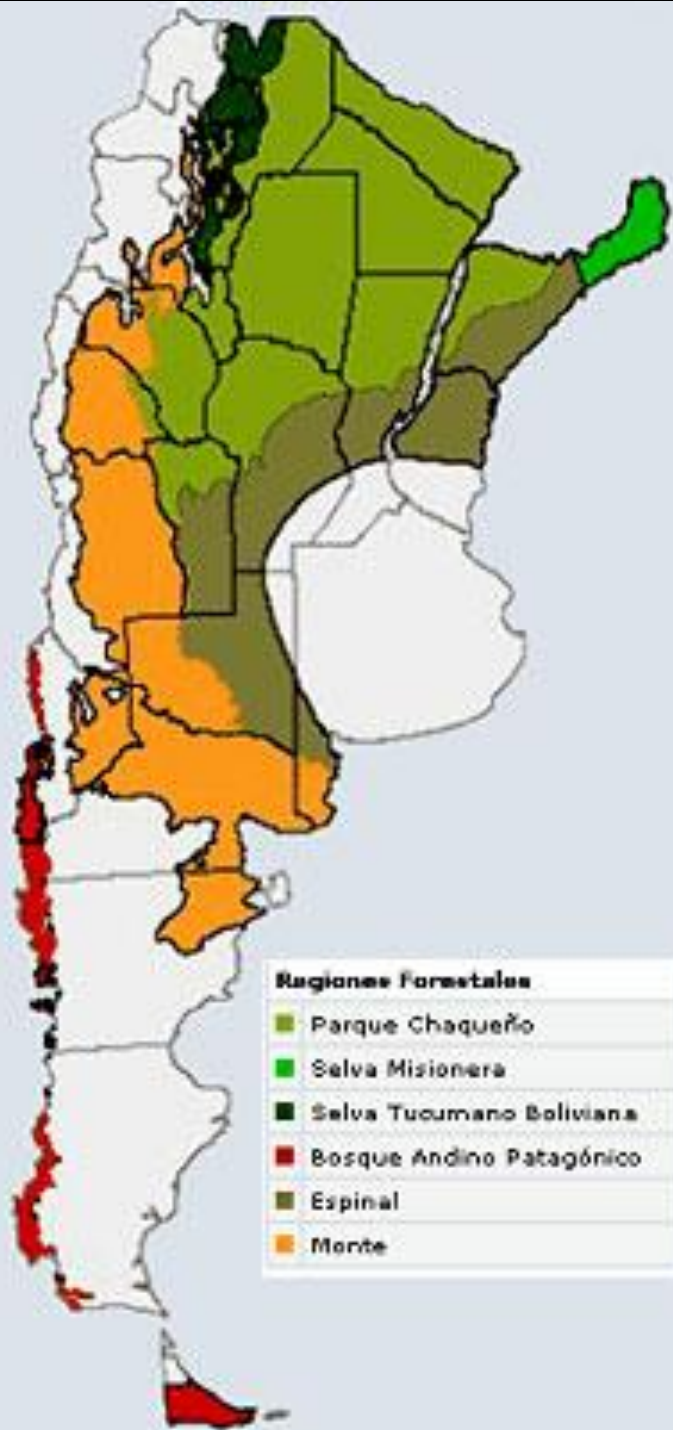 Regiones Forestales
Parque Chaqueño
Selva Misionera
Selva Tucumano Boliviana
Bosque Andino Patagónico
Espinal
Monte